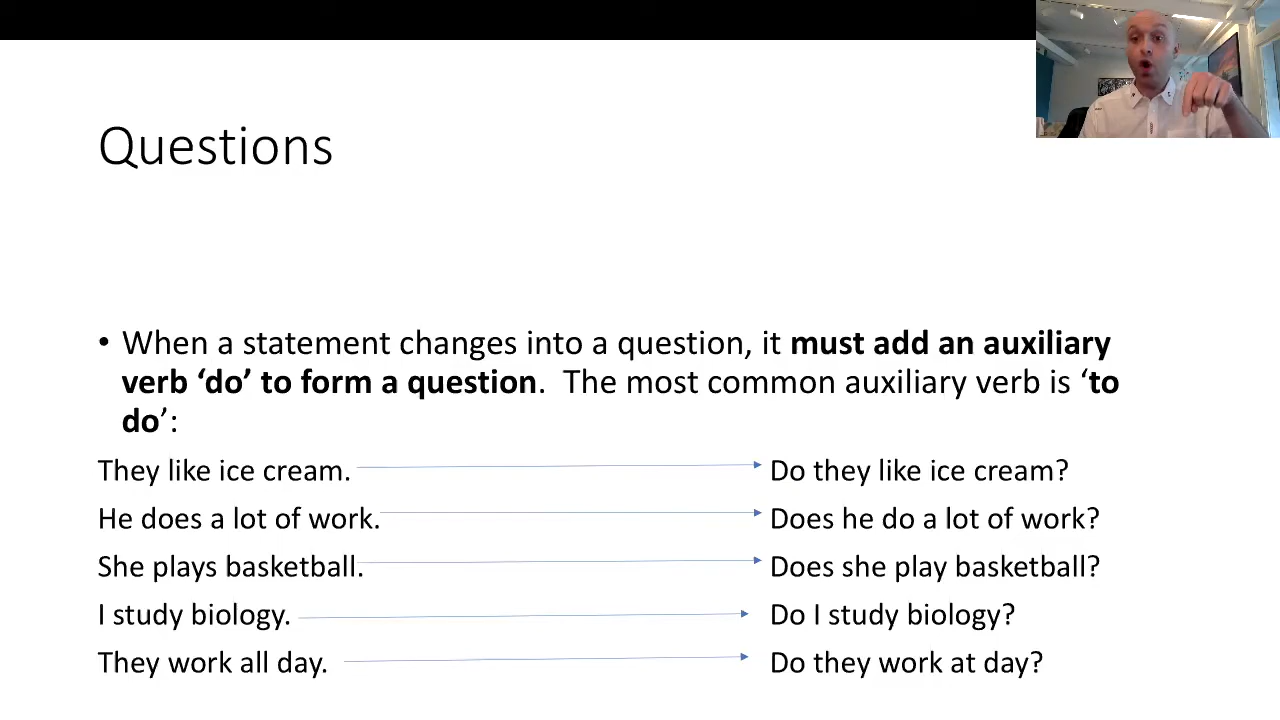 Questions
• When a statement changes into a question, it must add an auxiliary
verb ‘do’ to form a question.  The most common auxiliary verb is ‘to
do’:
They like ice cream. Do they like ice cream?
He does a lot of work. Does he do a lot of work?
She plays basketball. Does she play basketball?
I study biology. Do I study biology?
They work all day. Do they work at day?